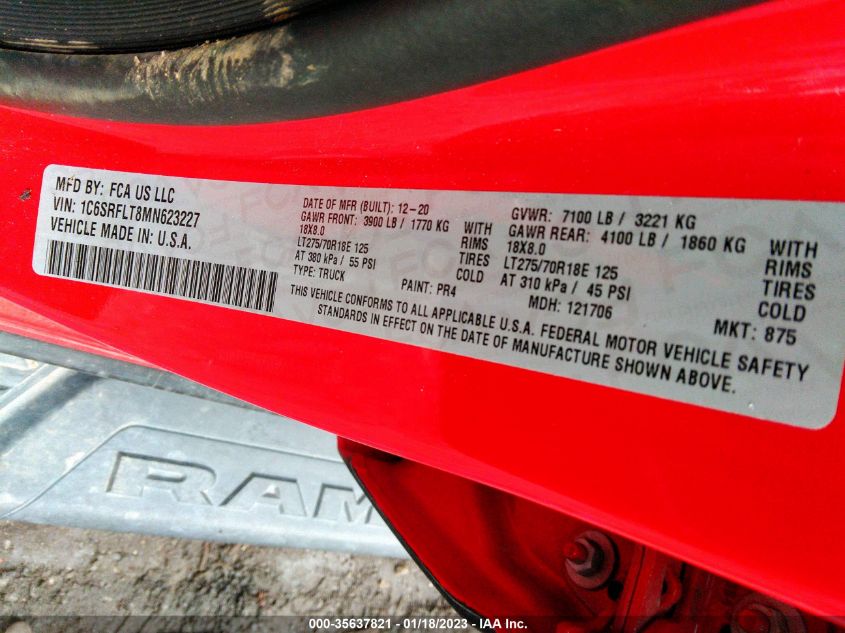 MFD BY: FCA US LLC
VIN: 1C6SRFLT8MN623227
VEHICLE MADE IN: U.S.A.
DATE OF MFR (BUILT): 12-20
GAWR FRONT: 3900 LB / 1770 KG WITH
18X8.0 RIMS
LT275/70R18E 125 TIRES
AT 380 kPa / 55 PSI COLD
TYPE: TRUCK PAINT: PR4
GVWR: 7100 LB / 3221 KG
GAWR REAR: 4100 LB / 1860 KG WITH
18X8.0 RIMS
LT275/70R18E 125 TIRES
AT 310 kPa / 45 PSI COLD
MDH: 121706 MKT: 875
THIS VEHICLE CONFORMS TO ALL APPLICABLE U.S.A. FEDERAL MOTOR VEHICLE SAFETY
STANDARDS IN EFFECT ON THE DATE OF MANUFACTURE SHOWN ABOVE.
RAM
000-35637821 / 01/18/2023 - IAA Inc.